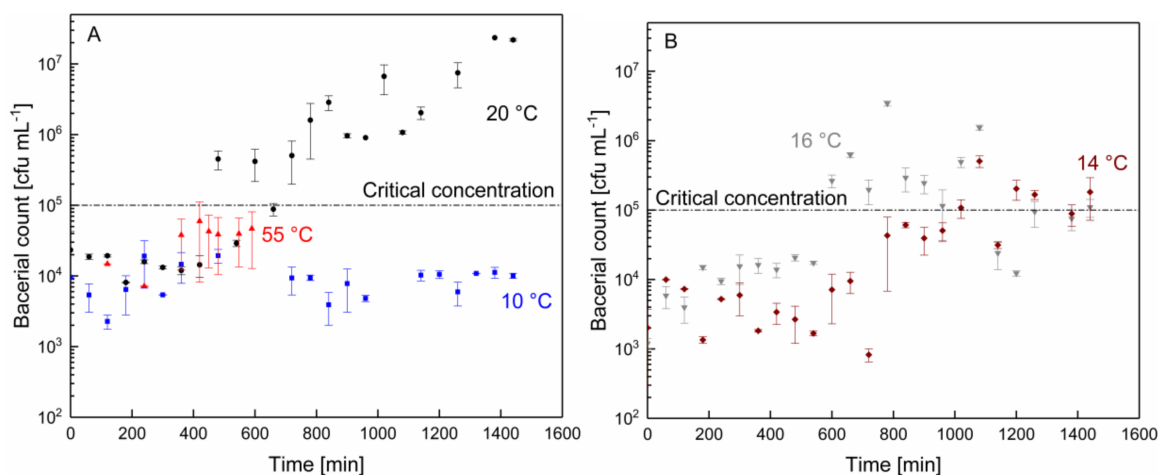 A
Bacerial count [cfu mL⁻¹]
10⁷
10⁶
10⁵
10⁴
10³
10²
20 °C
Critical concentration
55 °C
10 °C
0 200 400 600 800 1000 1200 1400 1600
Time [min]
B
Bacerial count [cfu mL⁻¹]
10⁷
10⁶
10⁵
10⁴
10³
10²
16 °C
14 °C
Critical concentration
0 200 400 600 800 1000 1200 1400 1600
Time [min]